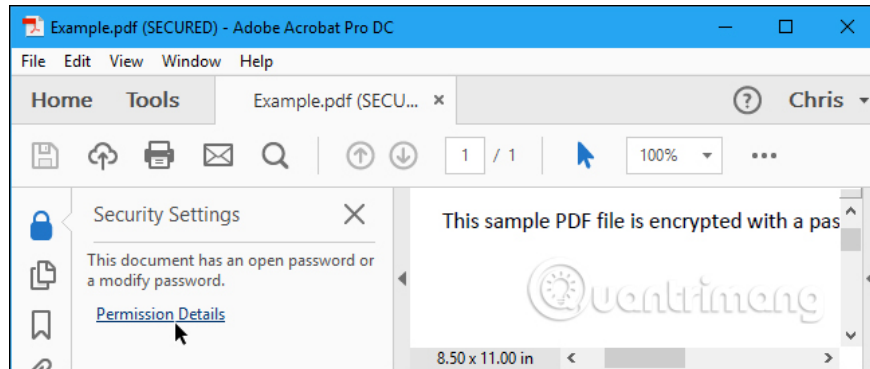 Example.pdf (SECURED) - Adobe Acrobat Pro DC
File Edit View Window Help
Home Tools Example.pdf (SECU... × ? Chris
1 / 1 100%
Security Settings
This document has an open password or
a modify password.
Permission Details
This sample PDF file is encrypted with a pas
Quantrimang
8.50 x 11.00 in